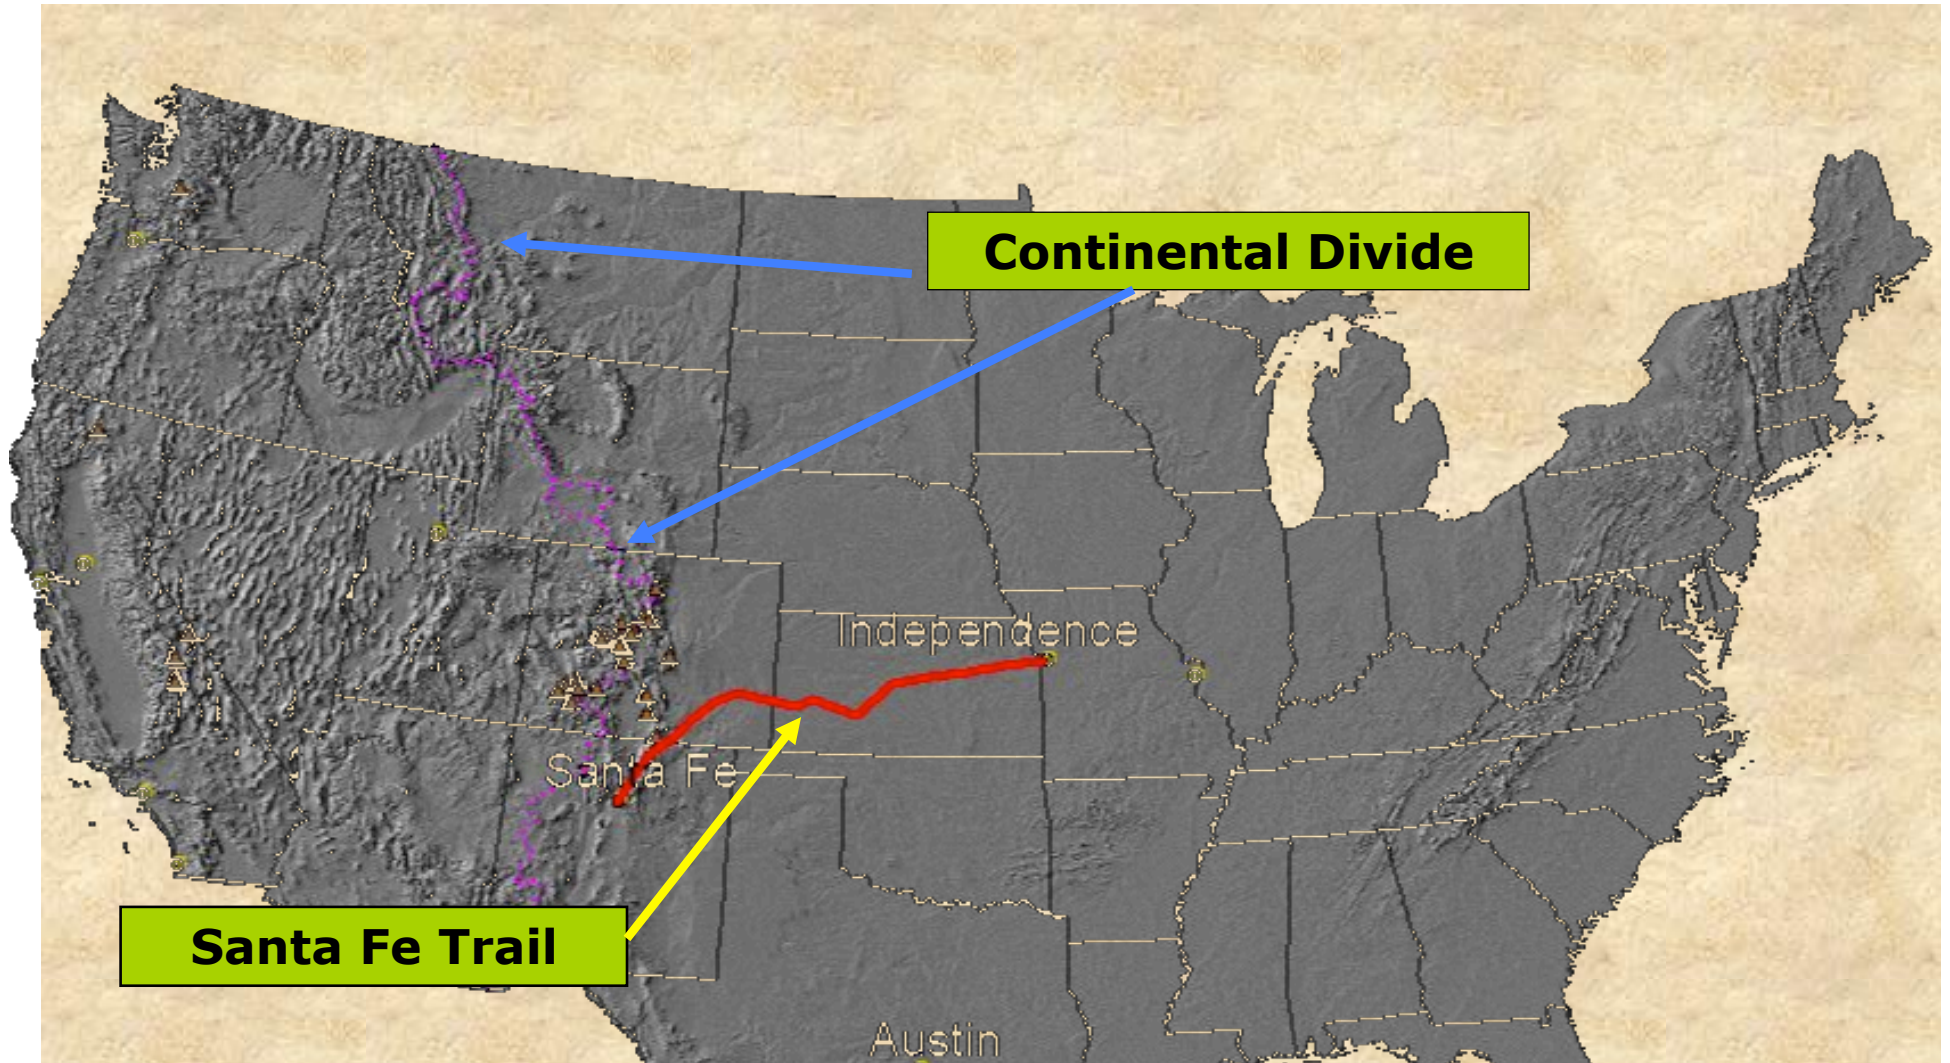 Continental Divide
Independence
Santa Fe
Santa Fe Trail
Austin